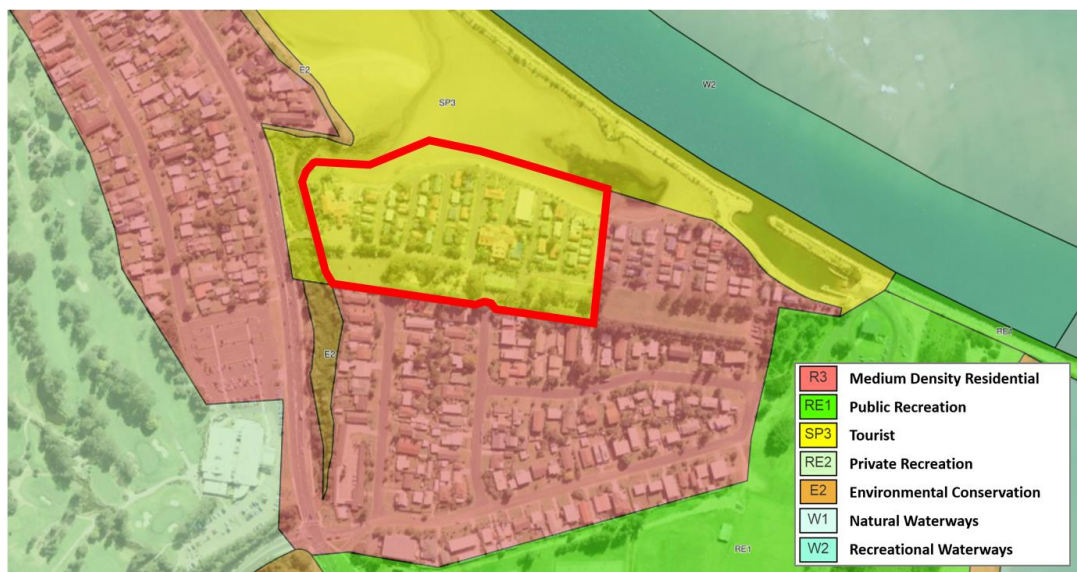 E2
SP3
W2
E2
RE1
RE1
R3 Medium Density Residential
RE1 Public Recreation
SP3 Tourist
RE2 Private Recreation
E2 Environmental Conservation
W1 Natural Waterways
W2 Recreational Waterways